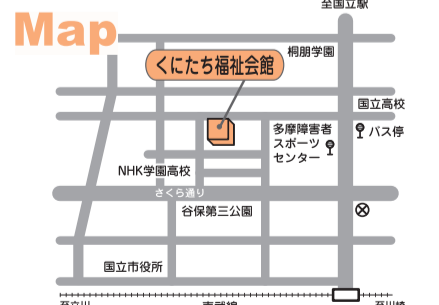 至国立駅
Map
桐朋学園
くにたち福祉会館
国立高校
多摩障害者
スポーツ
センター
バス停
NHK学園高校
さくら通り
谷保第三公園
国立市役所